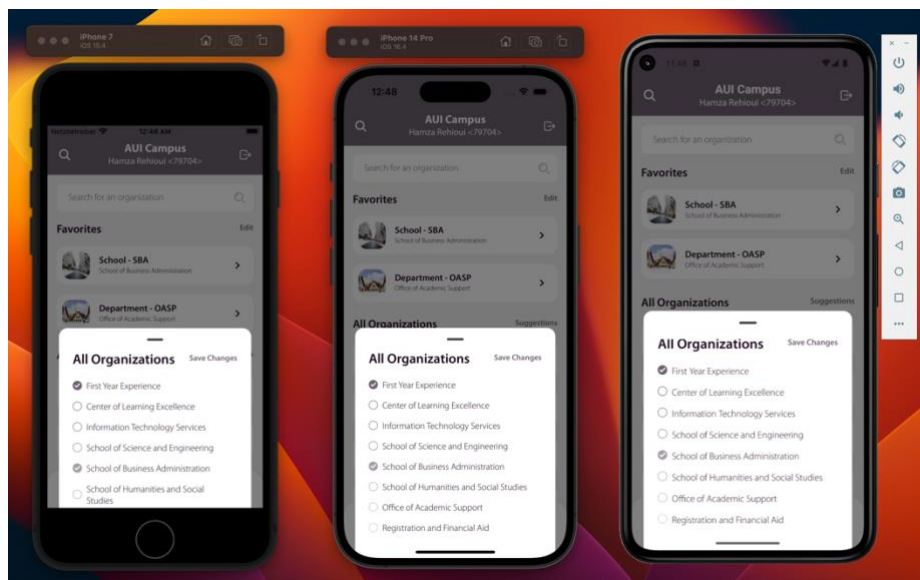 iPhone 7
iOS 16.4
Netzbetreiber 12:48 AM
AUI Campus
Hamza Rehioui <79704>
Search for an organization
Favorites Edit
School - SBA
School of Business Administration
Department - OASP
Office of Academic Support
All Organizations Save Changes
First Year Experience
Center of Learning Excellence
Information Technology Services
School of Science and Engineering
School of Business Administration
School of Humanities and Social
Studies
iPhone 14 Pro
iOS 16.4
12:48
AUI Campus
Hamza Rehioui <79704>
Search for an organization
Favorites Edit
School - SBA
School of Business Administration
Department - OASP
Office of Academic Support
All Organizations Suggestions
All Organizations Save Changes
First Year Experience
Center of Learning Excellence
Information Technology Services
School of Science and Engineering
School of Business Administration
School of Humanities and Social Studies
Office of Academic Support
Registration and Financial Aid
11:48
AUI Campus
Hamza Rehioui <79704>
Search for an organization
Favorites Edit
School - SBA
School of Business Administration
Department - OASP
Office of Academic Support
All Organizations Suggestions
All Organizations Save Changes
First Year Experience
Center of Learning Excellence
Information Technology Services
School of Science and Engineering
School of Business Administration
School of Humanities and Social Studies
Office of Academic Support
Registration and Financial Aid